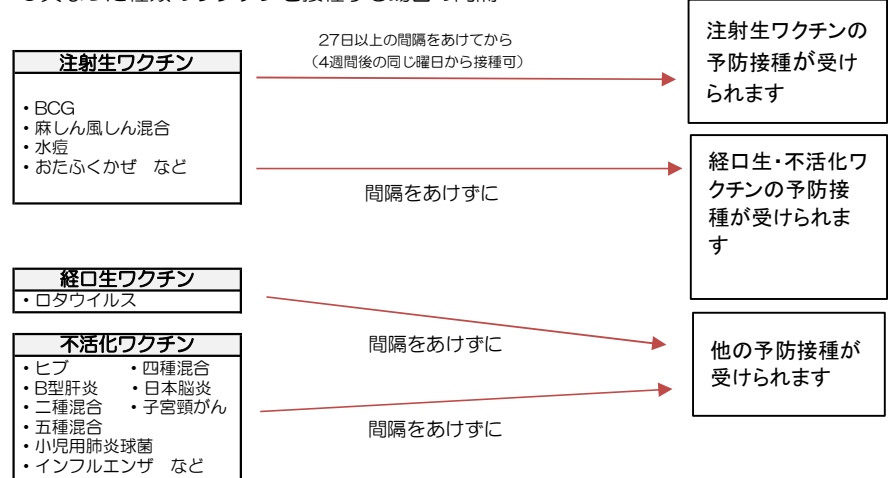 注射生ワクチン
・BCG
・麻しん風しん混合
・水痘
・おたふくかぜ　など
27日以上の間隔をあけてから
（4週間後の同じ曜日から接種可）
注射生ワクチンの
予防接種が受け
られます
間隔をあけずに
経口生・不活化ワ
クチンの予防接
種が受けられま
す
経口生ワクチン
・ロタウイルス
間隔をあけずに
不活化ワクチン
・ヒブ　・四種混合
・B型肝炎　・日本脳炎
・二種混合　・子宮頸がん
・五種混合
・小児用肺炎球菌
・インフルエンザ　など
間隔をあけずに
他の予防接種が
受けられます